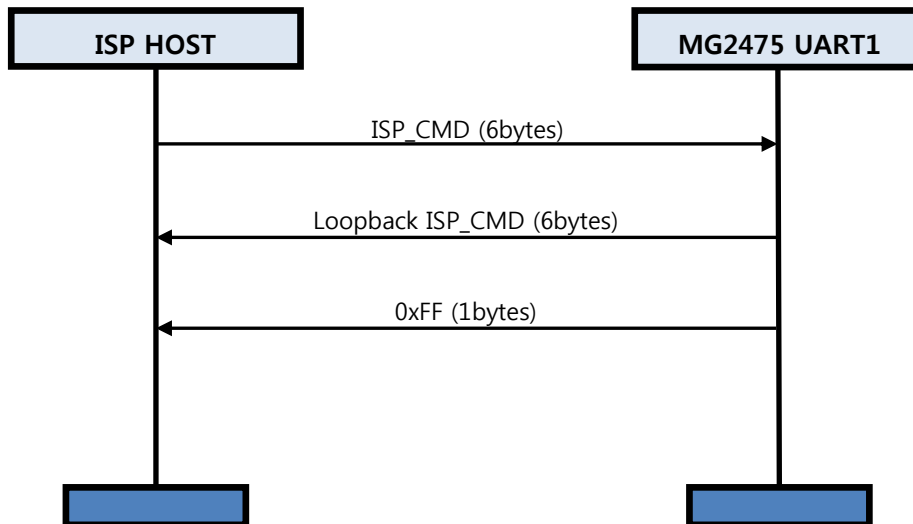 ISP HOST
MG2475 UART1
ISP_CMD (6bytes)
Loopback ISP_CMD (6bytes)
0xFF (1bytes)